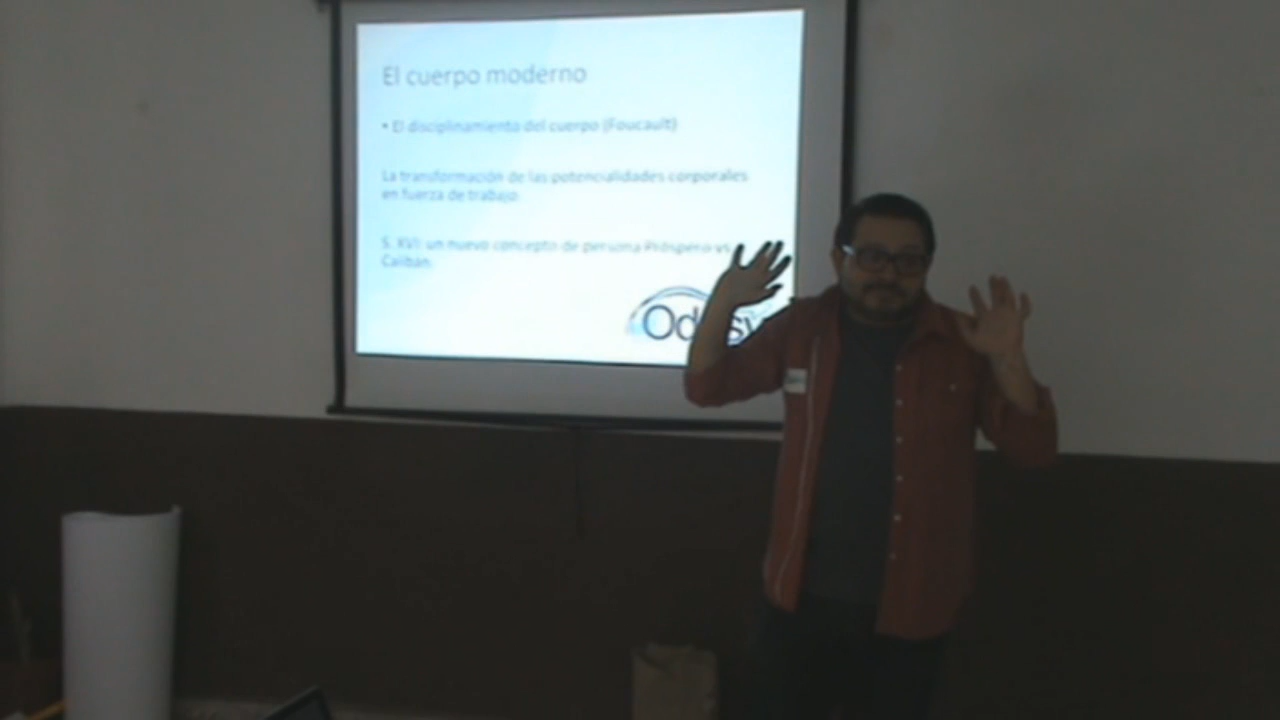 El cuerpo moderno
• El disciplinamiento del cuerpo (Foucault)
La transformación de las potencialidades corporales
en fuerza de trabajo.
S. XVI: un nuevo concepto de persona Próspero vs
Calibán.